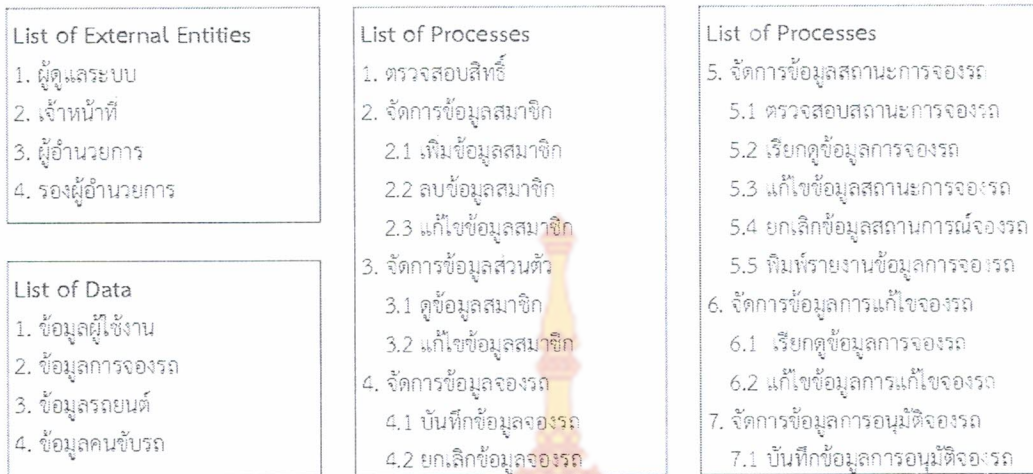 List of External Entities
1. ผู้ดูแลระบบ
2. เจ้าหน้าที่
3. ผู้อำนวยการ
4. รองผู้อำนวยการ
List of Data
1. ข้อมูลผู้ใช้งาน
2. ข้อมูลการจองรถ
3. ข้อมูลรถยนต์
4. ข้อมูลคนขับรถ
List of Processes
1. ตรวจสอบสิทธิ์
2. จัดการข้อมูลสมาชิก
2.1 เพิ่มข้อมูลสมาชิก
2.2 ลบข้อมูลสมาชิก
2.3 แก้ไขข้อมูลสมาชิก
3. จัดการข้อมูลส่วนตัว
3.1 ดูข้อมูลสมาชิก
3.2 แก้ไขข้อมูลสมาชิก
4. จัดการข้อมูลจองรถ
4.1 บันทึกข้อมูลจองรถ
4.2 ยกเลิกข้อมูลจองรถ
List of Processes
5. จัดการข้อมูลสถานะการจองรถ
5.1 ตรวจสอบสถานะการจองรถ
5.2 เรียกดูข้อมูลการจองรถ
5.3 แก้ไขข้อมูลสถานะการจองรถ
5.4 ยกเลิกข้อมูลสถานการณ์จองรถ
5.5 พิมพ์รายงานข้อมูลการจองรถ
6. จัดการข้อมูลการแก้ไขจองรถ
6.1 เรียกดูข้อมูลการจองรถ
6.2 แก้ไขข้อมูลการแก้ไขจองรถ
7. จัดการข้อมูลการอนุมัติจองรถ
7.1 บันทึกข้อมูลการอนุมัติจองรถ